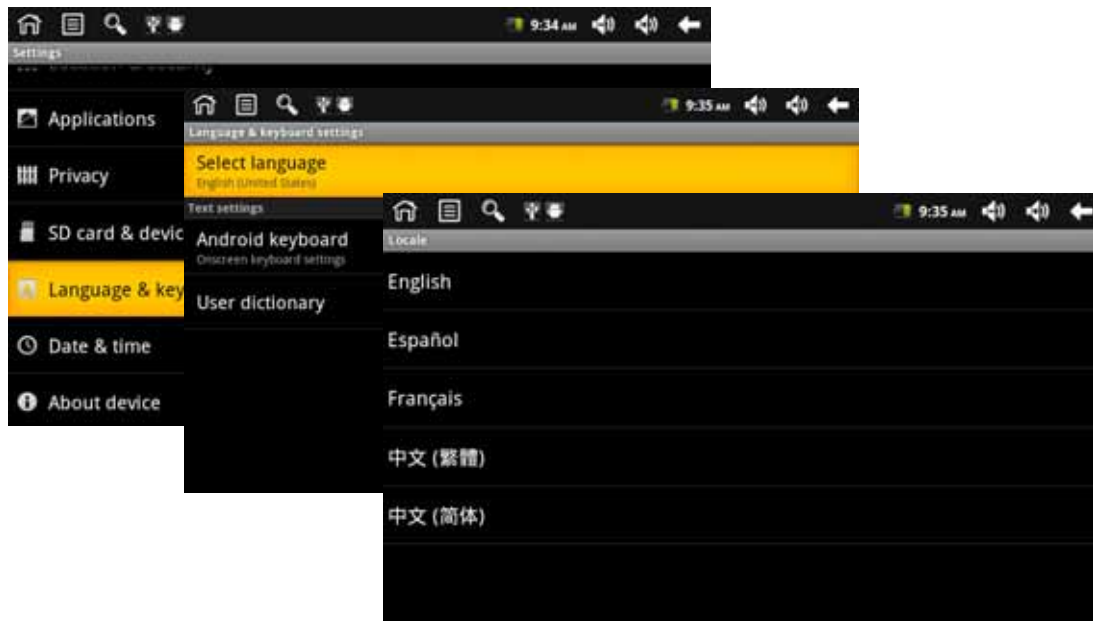 9:34 AM
Settings
Applications
Privacy
SD card & devic
Language & key
Date & time
About device
9:35 AM
Language & keyboard settings
Select language
English (United States)
Text settings
Android keyboard
Onscreen keyboard settings
User dictionary
9:35 AM
Locale
English
Español
Français
中文 (繁體)
中文 (简体)